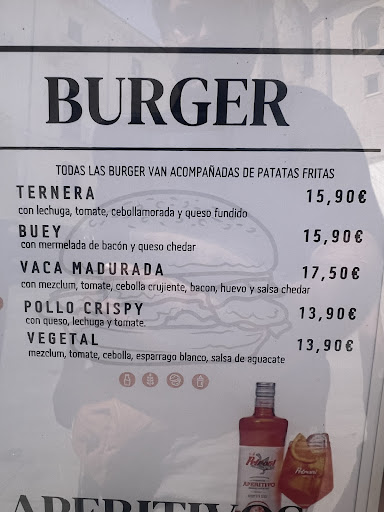 BURGER
TODAS LAS BURGER VAN ACOMPAÑADAS DE PATATAS FRITAS
TERNERA 15,90€
con lechuga, tomate, cebollamorada y queso fundido
BUEY 15,90€
con mermelada de bacón y queso chedar
VACA MADURADA 17,50€
con mezclum, tomate, cebolla crujiente, bacon, huevo y salsa chedar
POLLO CRISPY 13,90€
con queso, lechuga y tomate.
VEGETAL 13,90€
mezclum, tomate, cebolla, esparrago blanco, salsa de aguacate
Petroni
APERITIVO
Petroni
APERITIVOS